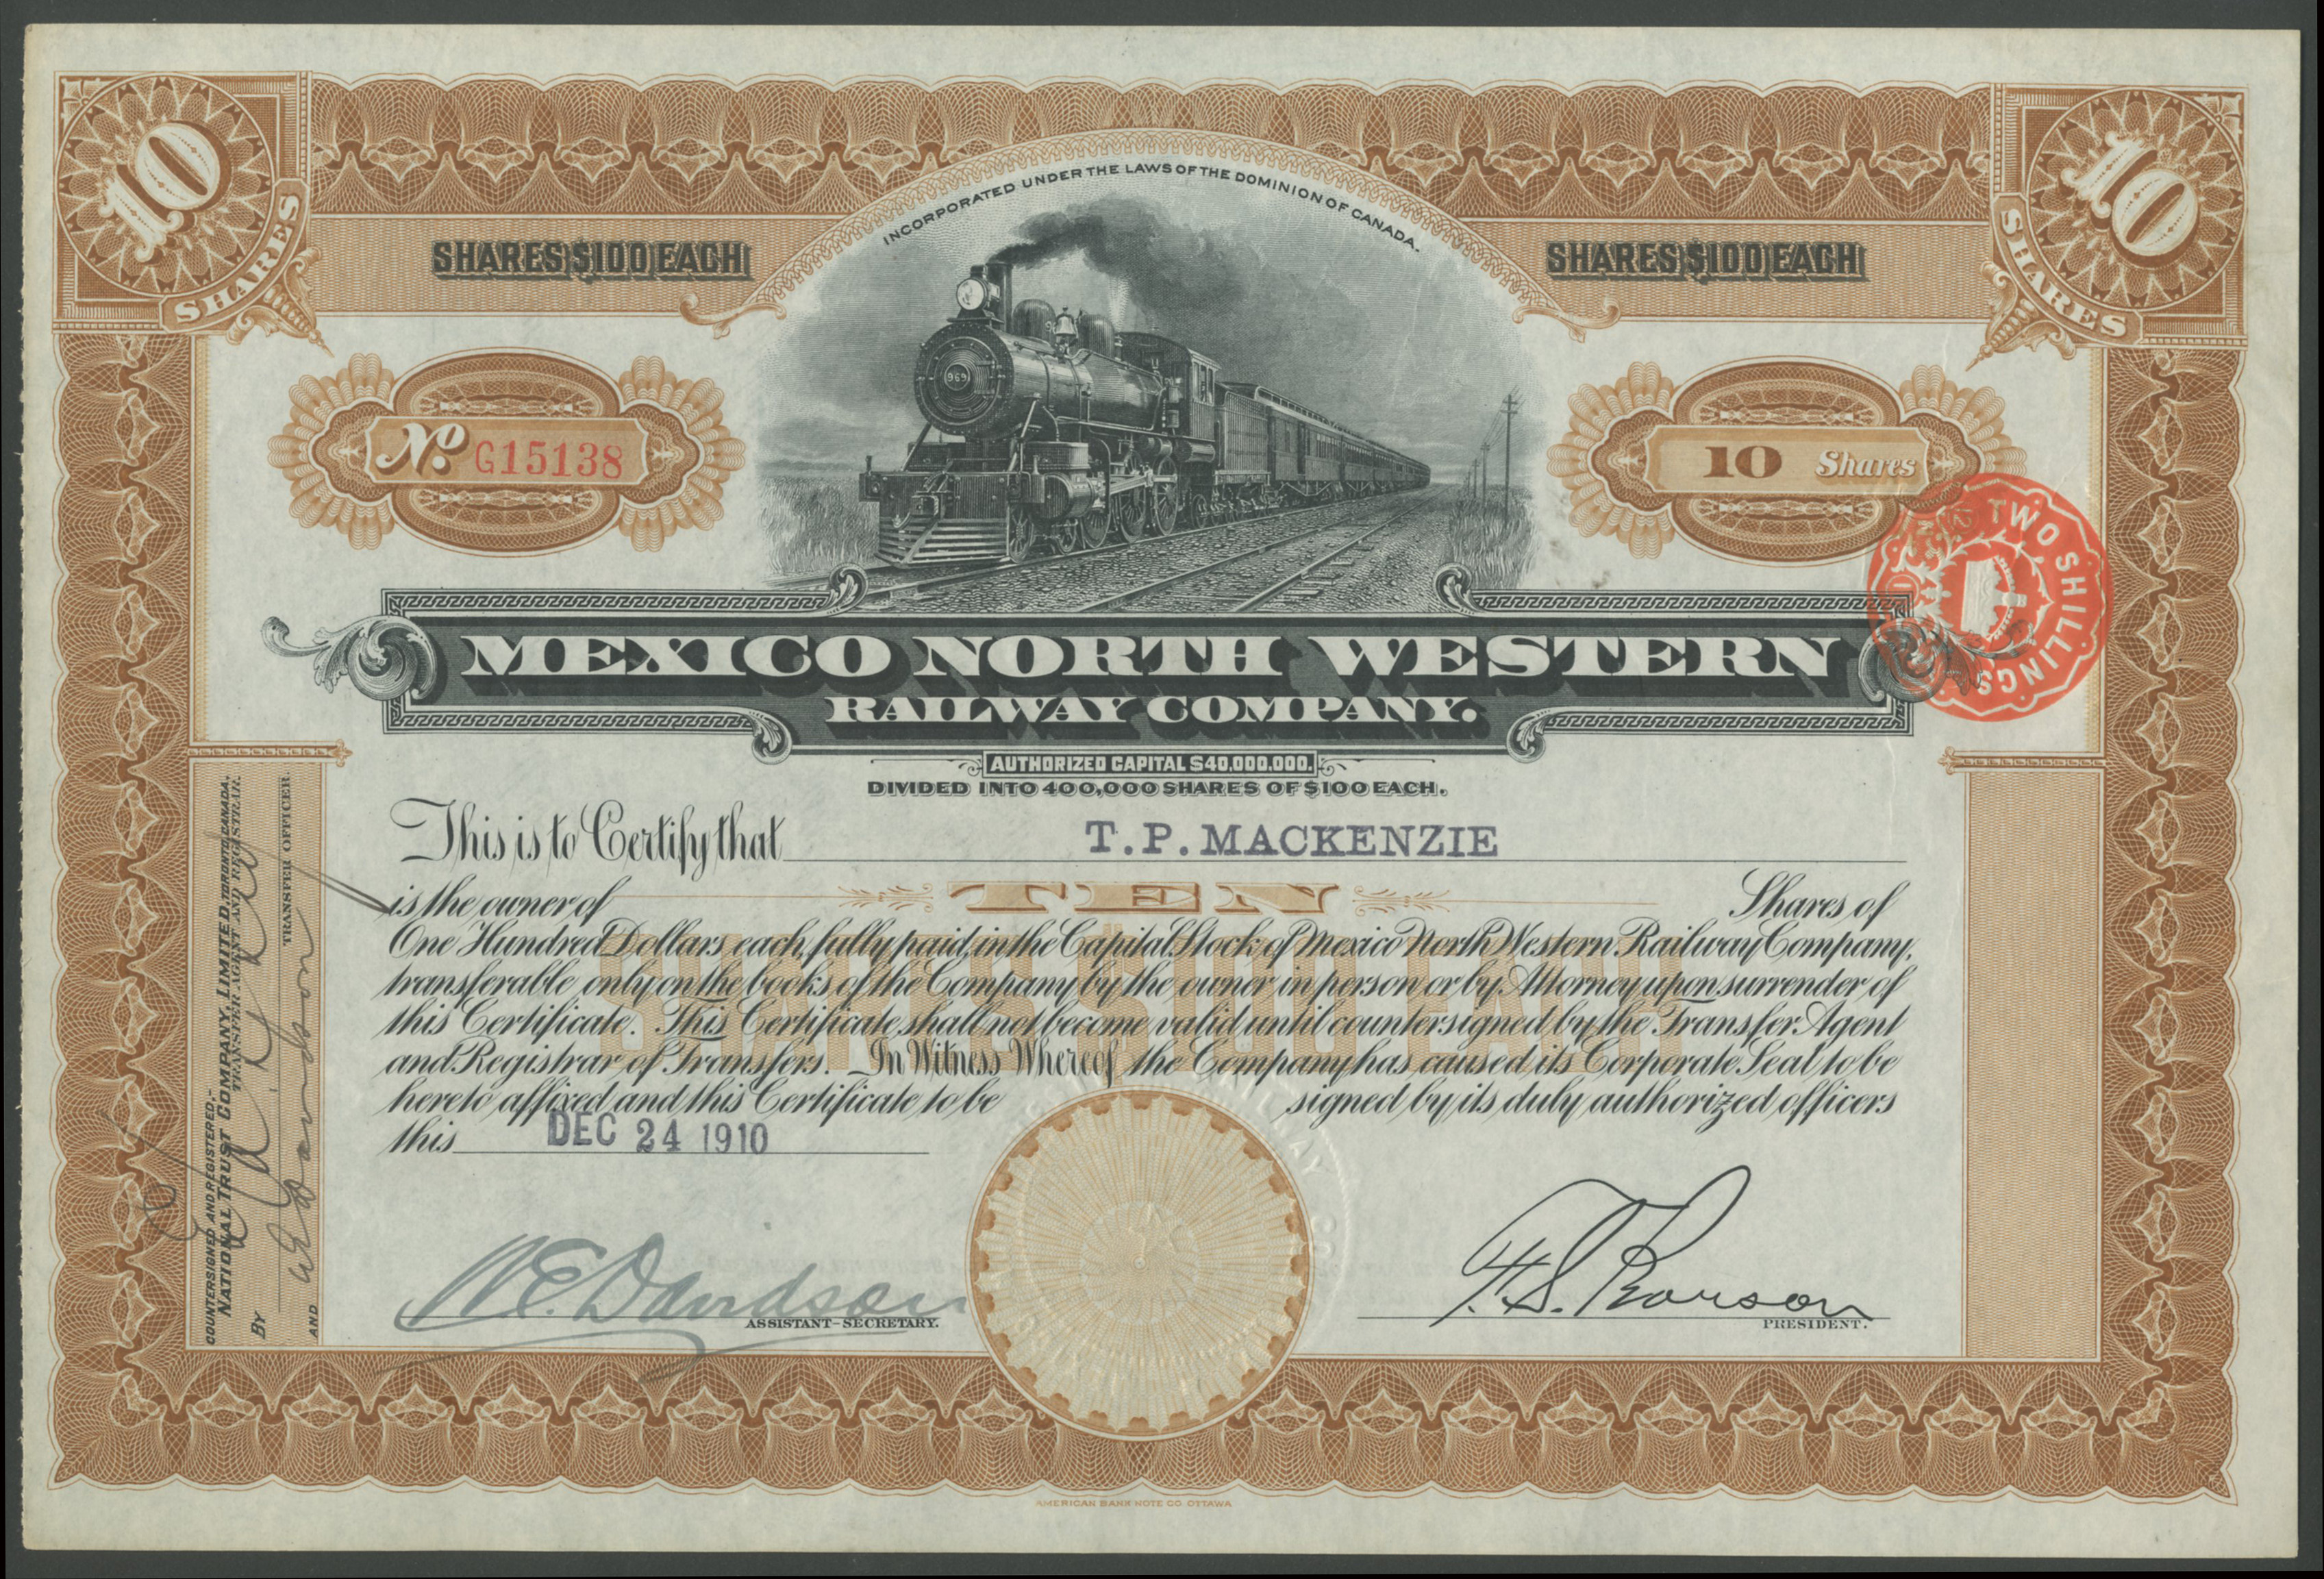 10
SHARES
10
SHARES
INCORPORATED UNDER THE LAWS OF THE DOMINION OF CANADA.
SHARES $100 EACH
SHARES $100 EACH
969
No. G15138
10 Shares
TWO SHILLINGS
MEXICO NORTH WESTERN
RAILWAY COMPANY.
AUTHORIZED CAPITAL $40,000,000.
DIVIDED INTO 400,000 SHARES OF $100 EACH.
This is to Certify that T.P. MACKENZIE
is the owner of TEN Shares of
One Hundred Dollars each, fully paid, in the Capital Stock of Mexico North Western Railway Company,
transferable only on the books of the Company by the owner in person or by Attorney upon surrender of
this Certificate. This Certificate shall not become valid until countersigned by the Transfer Agent
and Registrar of Transfers. In Witness Whereof the Company has caused its Corporate Seal to be
hereto affixed and this Certificate to be signed by its duly authorized officers
this DEC 24 1910
W.E. Davidson
ASSISTANT-SECRETARY.
F.S. Pearson
PRESIDENT.
COUNTERSIGNED AND REGISTERED,-
NATIONAL TRUST COMPANY, LIMITED, TORONTO, CANADA.
TRANSFER AGENT AND REGISTRAR.
BY
TRANSFER OFFICER.
AND W E Davidson
AMERICAN BANK NOTE CO. OTTAWA